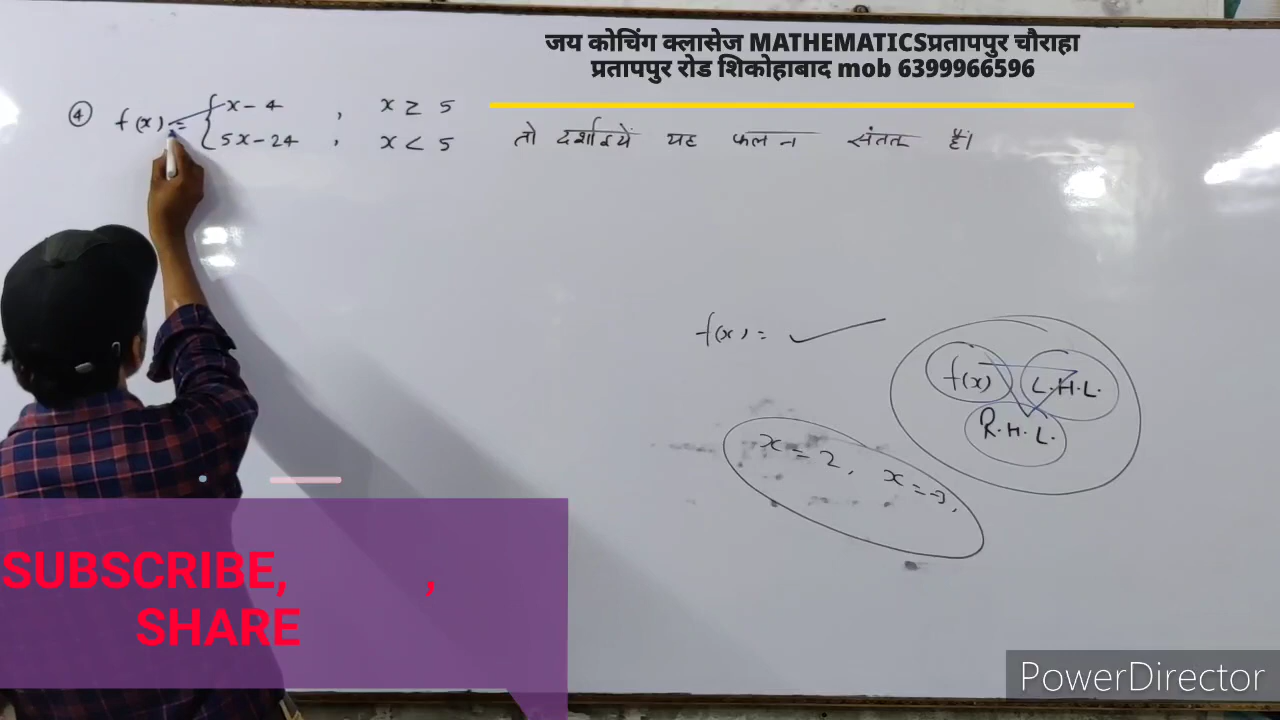 जय कोचिंग क्लासेज MATHEMATICSप्रतापपुर चौराहा
प्रतापपुर रोड शिकोहाबाद mob 6399966596
④ f(x) = { x - 4 , x ≥ 5
5x - 24 , x < 5 तो दर्शाइये यह फलन संतत है।
f(x) =
f(x) L.H.L.
R.H.L.
x = 2, x = -3,
SUBSCRIBE, ,
SHARE
PowerDirector